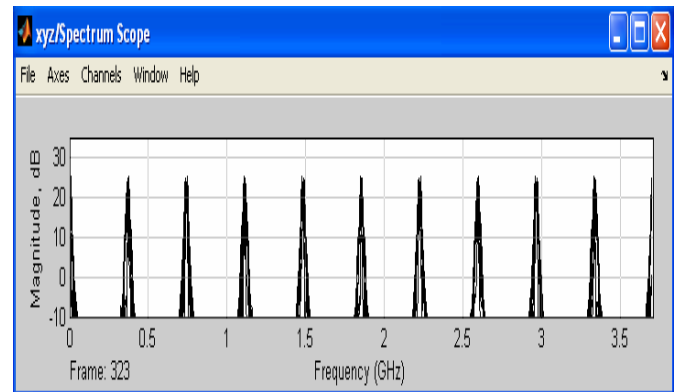 xyz/Spectrum Scope
File Axes Channels Window Help
Magnitude, dB
30
20
10
0
-10
0 0.5 1 1.5 2 2.5 3 3.5
Frame: 323 Frequency (GHz)